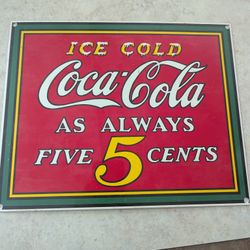 ICE COLD
Coca-Cola
AS ALWAYS
FIVE 5 CENTS